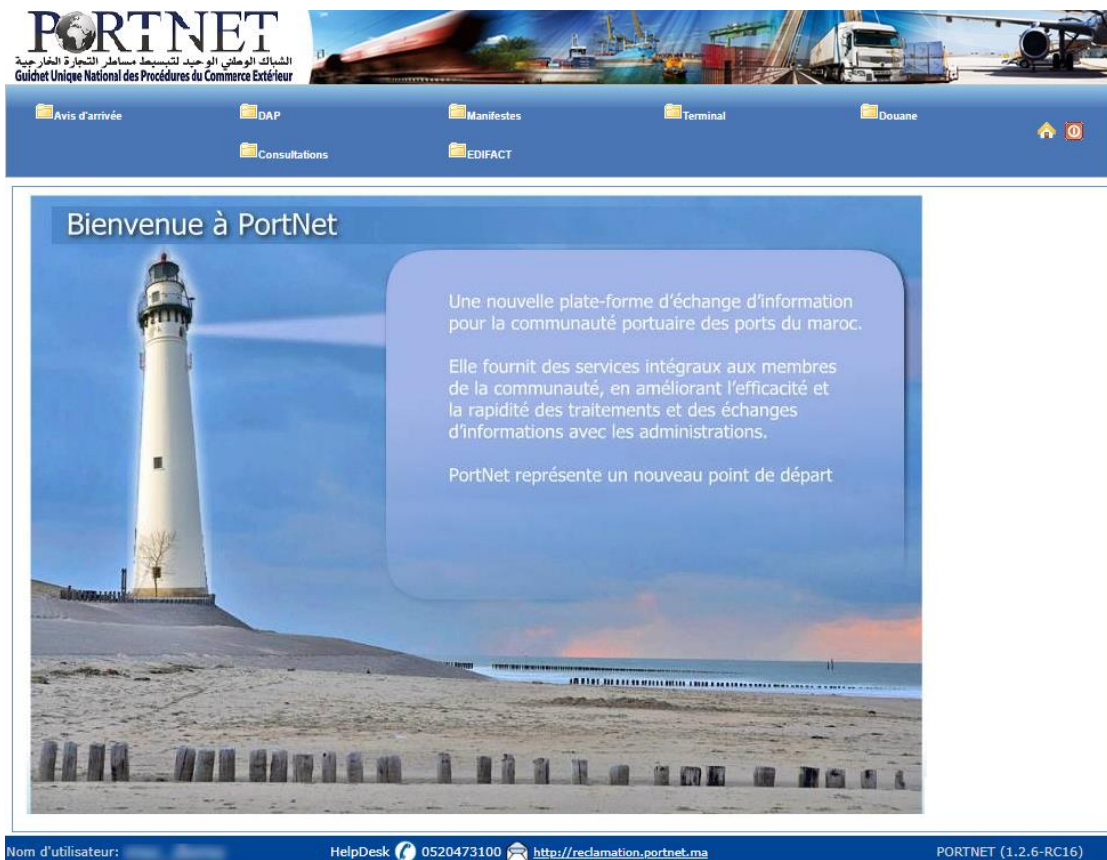 PORTNET
الشباك الوطني الوحيد لتبسيط مساطر التجارة الخارجية
Guichet Unique National des Procédures du Commerce Extérieur
Avis d'arrivée DAP Manifestes Terminal Douane
Consultations EDIFACT
Bienvenue à PortNet
Une nouvelle plate-forme d'échange d'information
pour la communauté portuaire des ports du maroc.
Elle fournit des services intégraux aux membres
de la communauté, en améliorant l'efficacité et
la rapidité des traitements et des échanges
d'informations avec les administrations.
PortNet représente un nouveau point de départ
Nom d'utilisateur: HelpDesk 0520473100 http://reclamation.portnet.ma PORTNET (1.2.6-RC16)